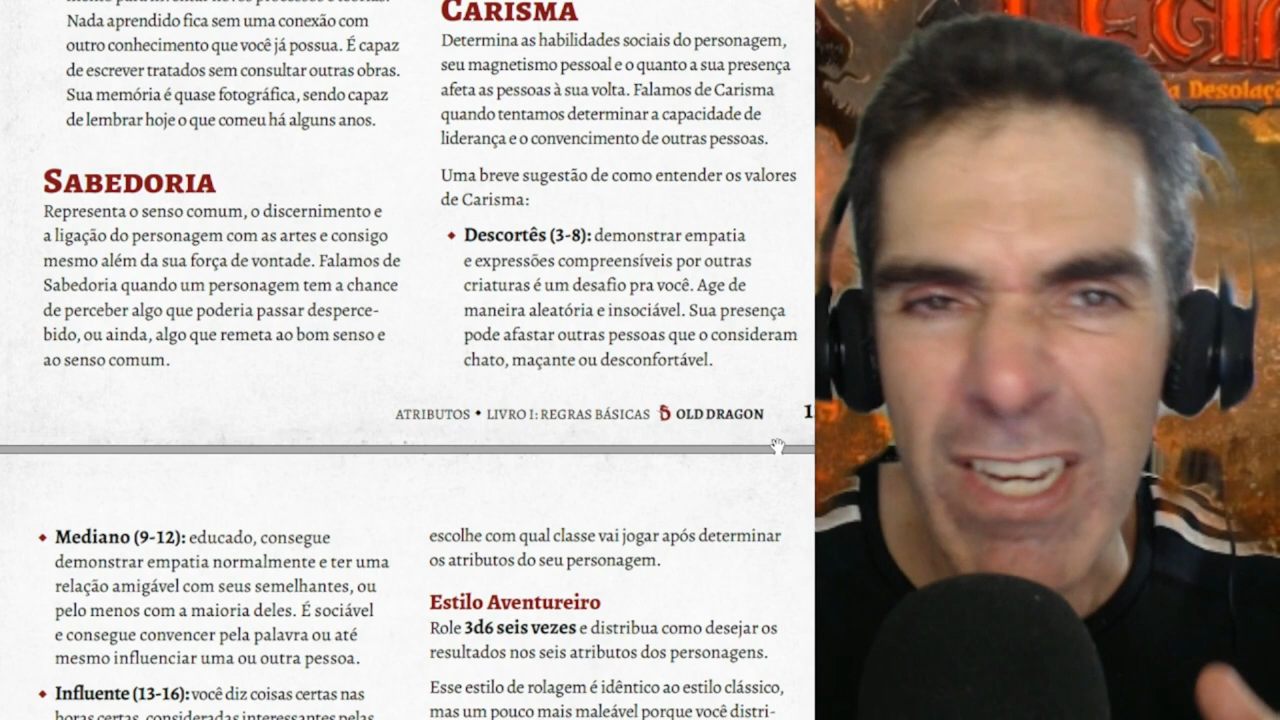 Nada aprendido fica sem uma conexão com
outro conhecimento que você já possua. É capaz
de escrever tratados sem consultar outras obras.
Sua memória é quase fotográfica, sendo capaz
de lembrar hoje o que comeu há alguns anos.
SABEDORIA
Representa o senso comum, o discernimento e
a ligação do personagem com as artes e consigo
mesmo além da sua força de vontade. Falamos de
Sabedoria quando um personagem tem a chance
de perceber algo que poderia passar desperce-
bido, ou ainda, algo que remeta ao bom senso e
ao senso comum.
CARISMA
Determina as habilidades sociais do personagem,
seu magnetismo pessoal e o quanto a sua presença
afeta as pessoas à sua volta. Falamos de Carisma
quando tentamos determinar a capacidade de
liderança e o convencimento de outras pessoas.
Uma breve sugestão de como entender os valores
de Carisma:
Descortês (3-8): demonstrar empatia
e expressões compreensíveis por outras
criaturas é um desafio pra você. Age de
maneira aleatória e insociável. Sua presença
pode afastar outras pessoas que o consideram
chato, maçante ou desconfortável.
ATRIBUTOS • LIVRO I: REGRAS BÁSICAS OLD DRAGON
Mediano (9-12): educado, consegue
demonstrar empatia normalmente e ter uma
relação amigável com seus semelhantes, ou
pelo menos com a maioria deles. É sociável
e consegue convencer pela palavra ou até
mesmo influenciar uma ou outra pessoa.
Influente (13-16): você diz coisas certas nas
horas certas, consideradas interessantes pelas
escolhe com qual classe vai jogar após determinar
os atributos do seu personagem.
Estilo Aventureiro
Role 3d6 seis vezes e distribua como desejar os
resultados nos seis atributos dos personagens.
Esse estilo de rolagem é idêntico ao estilo clássico,
mas um pouco mais maleável porque você distri-